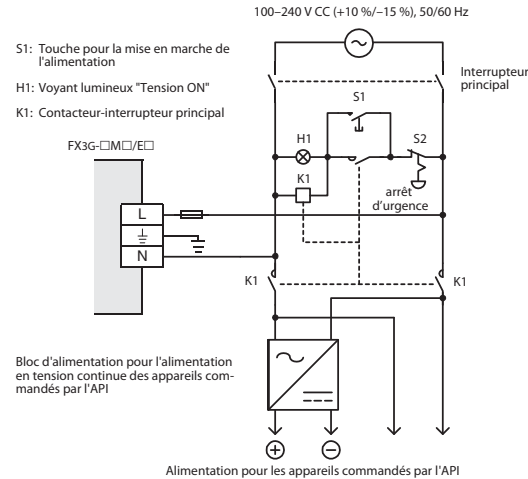 100–240 V CC (+10 %/–15 %), 50/60 Hz
S1: Touche pour la mise en marche de
l'alimentation
H1: Voyant lumineux "Tension ON"
K1: Contacteur-interrupteur principal
Interrupteur
principal
S1
H1
S2
K1
arrêt
d'urgence
FX3G-□M□/E□
L
N
K1
K1
Bloc d'alimentation pour l'alimentation
en tension continue des appareils com-
mandés par l'API
Alimentation pour les appareils commandés par l'API